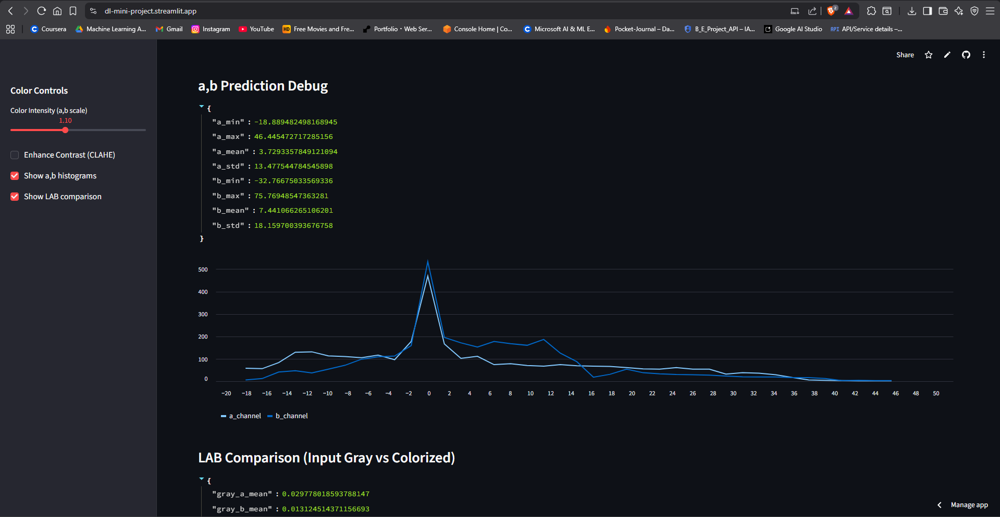 dl-mini-project.streamlit.app
2
Coursera
Machine Learning A...
Gmail
Instagram
YouTube
HD Free Movies and Fre...
Portfolio · Web Ser...
Console Home | Co...
Microsoft AI & ML E...
Pocket-Journal – Da...
B_E_Project_API – IA...
Google AI Studio
API API/Service details –...
Share
Color Controls
Color Intensity (a,b scale)
1.10
Enhance Contrast (CLAHE)
Show a,b histograms
Show LAB comparison
a,b Prediction Debug
{
"a_min" : -18.889482498168945
"a_max" : 46.445472717285156
"a_mean" : 3.7293357849121094
"a_std" : 13.477544784545898
"b_min" : -32.76675033569336
"b_max" : 75.76948547363281
"b_mean" : 7.441066265106201
"b_std" : 18.159700393676758
}
500
400
300
200
100
0
−20 −18 −16 −14 −12 −10 −8 −6 −4 −2 0 2 4 6 8 10 12 14 16 18 20 22 24 26 28 30 32 34 36 38 40 42 44 46 48 50
a_channel b_channel
LAB Comparison (Input Gray vs Colorized)
{
"gray_a_mean" : 0.029778018593788147
"gray_b_mean" : 0.013124514371156693
Manage app